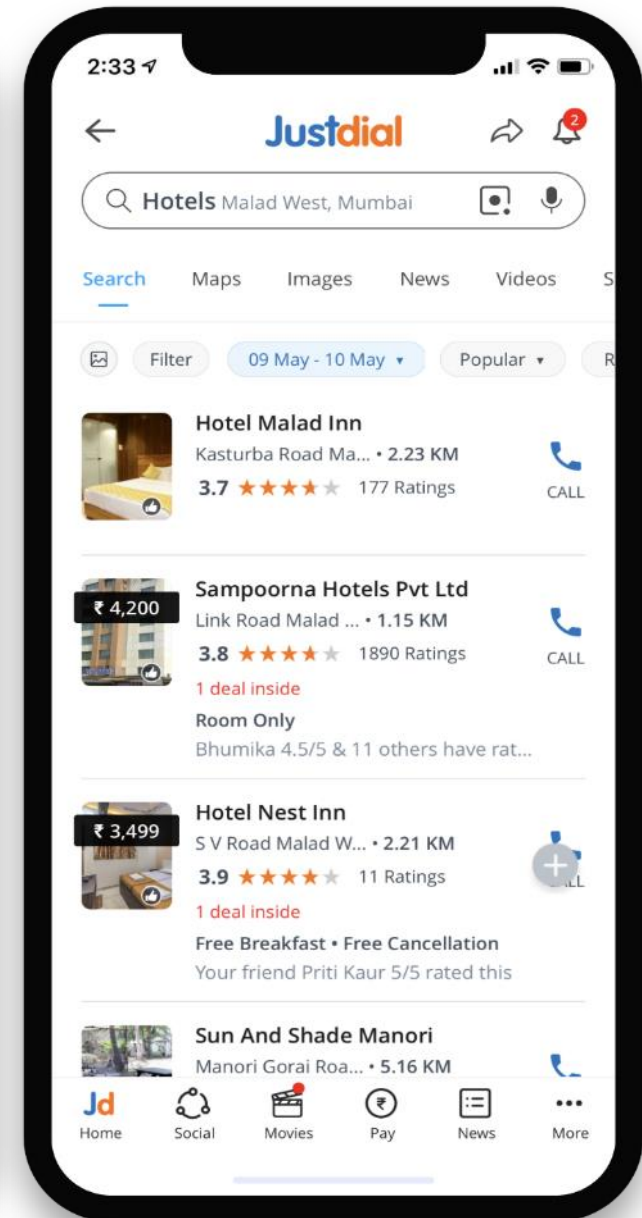 2:33
Justdial
2
Hotels Malad West, Mumbai
Search Maps Images News Videos S
Filter 09 May - 10 May Popular R
Hotel Malad Inn
Kasturba Road Ma... • 2.23 KM
3.7 177 Ratings
CALL
₹ 4,200
Sampoorna Hotels Pvt Ltd
Link Road Malad ... • 1.15 KM
3.8 1890 Ratings
CALL
1 deal inside
Room Only
Bhumika 4.5/5 & 11 others have rat...
₹ 3,499
Hotel Nest Inn
S V Road Malad W... • 2.21 KM
3.9 11 Ratings
1 deal inside
Free Breakfast • Free Cancellation
Your friend Priti Kaur 5/5 rated this
Sun And Shade Manori
Manori Gorai Roa... • 5.16 KM
Jd
Home Social Movies Pay News More